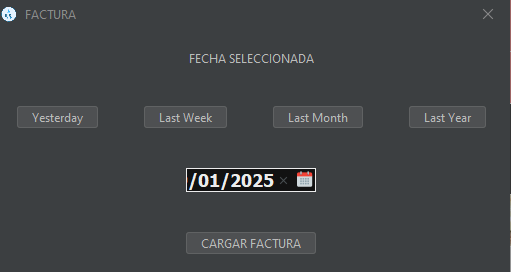 FACTURA
FECHA SELECCIONADA
Yesterday Last Week Last Month Last Year
/01/2025
CARGAR FACTURA